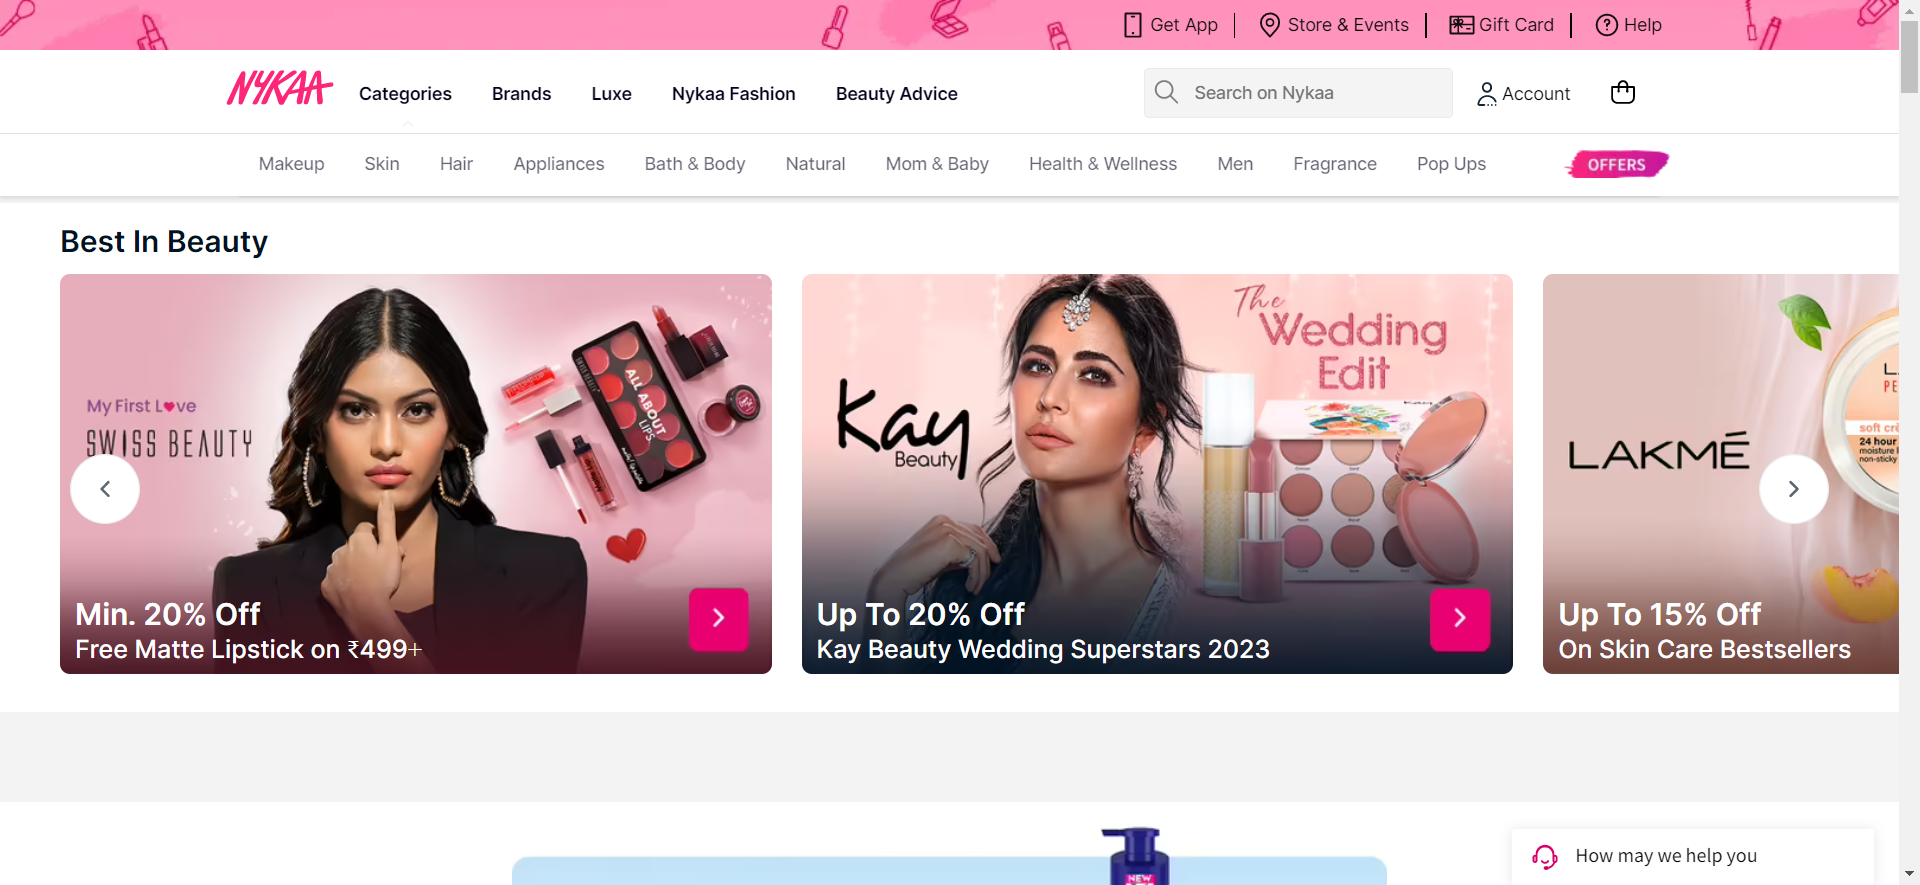 Get App
Store & Events
Gift Card
Help
NYKAA
Categories
Brands
Luxe
Nykaa Fashion
Beauty Advice
Search on Nykaa
Account
Makeup
Skin
Hair
Appliances
Bath & Body
Natural
Mom & Baby
Health & Wellness
Men
Fragrance
Pop Ups
OFFERS
Best In Beauty
My First Love
SWISS BEAUTY
ALL ABOUT
LIPS
Min. 20% Off
Free Matte Lipstick on ₹499+
The
Wedding
Edit
Kay
Beauty
Up To 20% Off
Kay Beauty Wedding Superstars 2023
LAKMÉ
soft crè
24 hour
moisture l
non-sticky
Up To 15% Off
On Skin Care Bestsellers
NEW
How may we help you